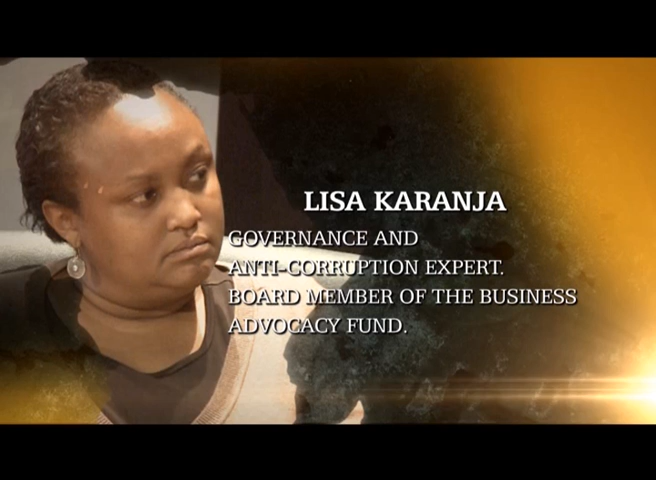 LISA KARANJA
GOVERNANCE AND
ANTI-CORRUPTION EXPERT.
BOARD MEMBER OF THE BUSINESS
ADVOCACY FUND.